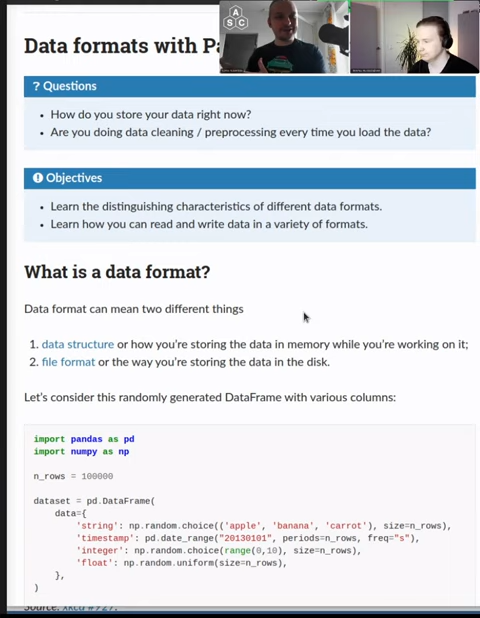 A
S C
Data formats with Pa
? Questions
• How do you store your data right now?
• Are you doing data cleaning / preprocessing every time you load the data?
Objectives
• Learn the distinguishing characteristics of different data formats.
• Learn how you can read and write data in a variety of formats.
What is a data format?
Data format can mean two different things
1. data structure or how you're storing the data in memory while you're working on it;
2. file format or the way you're storing the data in the disk.
Let's consider this randomly generated DataFrame with various columns:
import pandas as pd
import numpy as np
n_rows = 100000
dataset = pd.DataFrame(
data={
'string': np.random.choice(('apple', 'banana', 'carrot'), size=n_rows),
'timestamp': pd.date_range("20130101", periods=n_rows, freq="s"),
'integer': np.random.choice(range(0,10), size=n_rows),
'float': np.random.uniform(size=n_rows),
},
)
Source: xkcd #927.